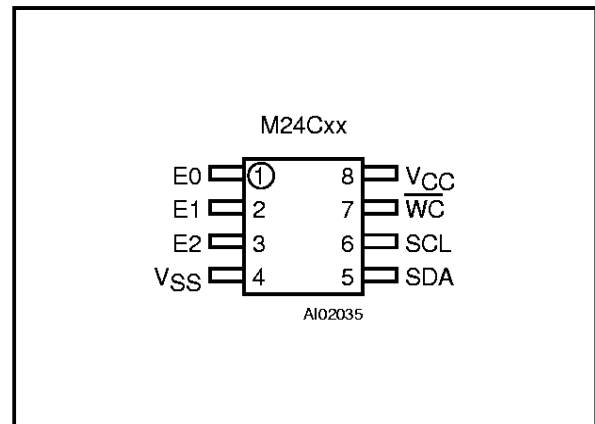 M24Cxx
E0 1 8 VCC
E1 2 7 WC
E2 3 6 SCL
VSS 4 5 SDA
AI02035